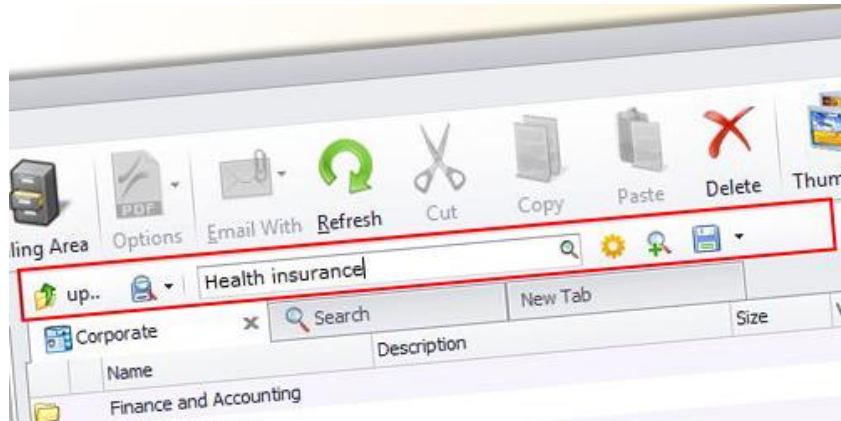 ling Area
PDF
Options
Email With
Refresh
Cut
Copy
Paste
Delete
Thum
up..
Health insurance
Corporate
Search
New Tab
Name
Description
Size
Finance and Accounting